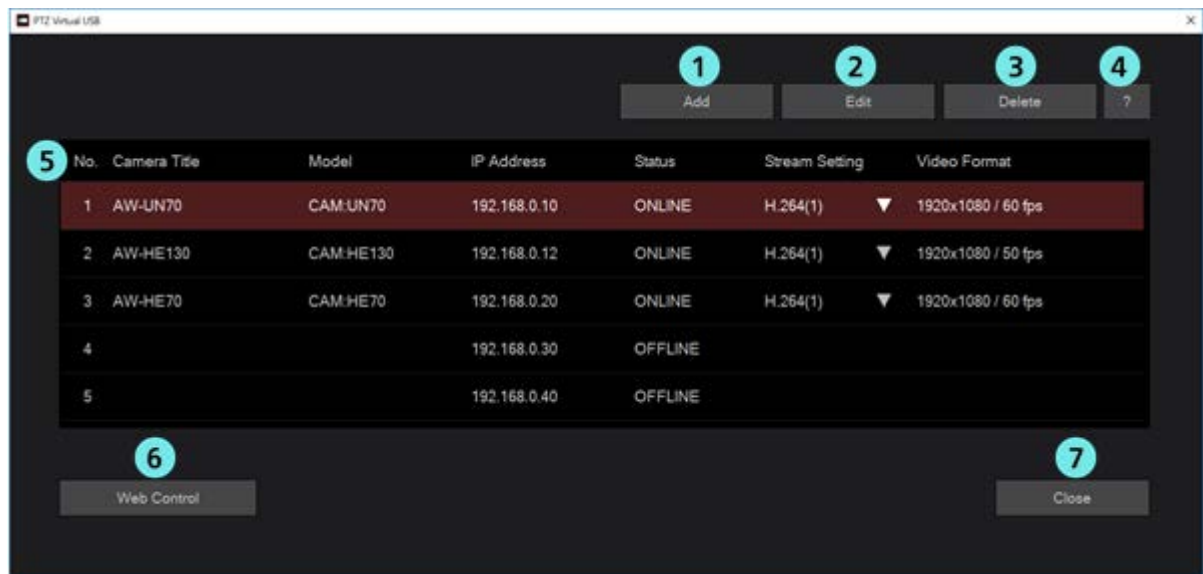 PTZ Virtual USB
1 2 3 4
Add Edit Delete ?
5 No. Camera Title Model IP Address Status Stream Setting Video Format
1 AW-UN70 CAM:UN70 192.168.0.10 ONLINE H.264(1) ▼ 1920x1080 / 60 fps
2 AW-HE130 CAM:HE130 192.168.0.12 ONLINE H.264(1) ▼ 1920x1080 / 50 fps
3 AW-HE70 CAM:HE70 192.168.0.20 ONLINE H.264(1) ▼ 1920x1080 / 60 fps
4 192.168.0.30 OFFLINE
5 192.168.0.40 OFFLINE
6 7
Web Control Close